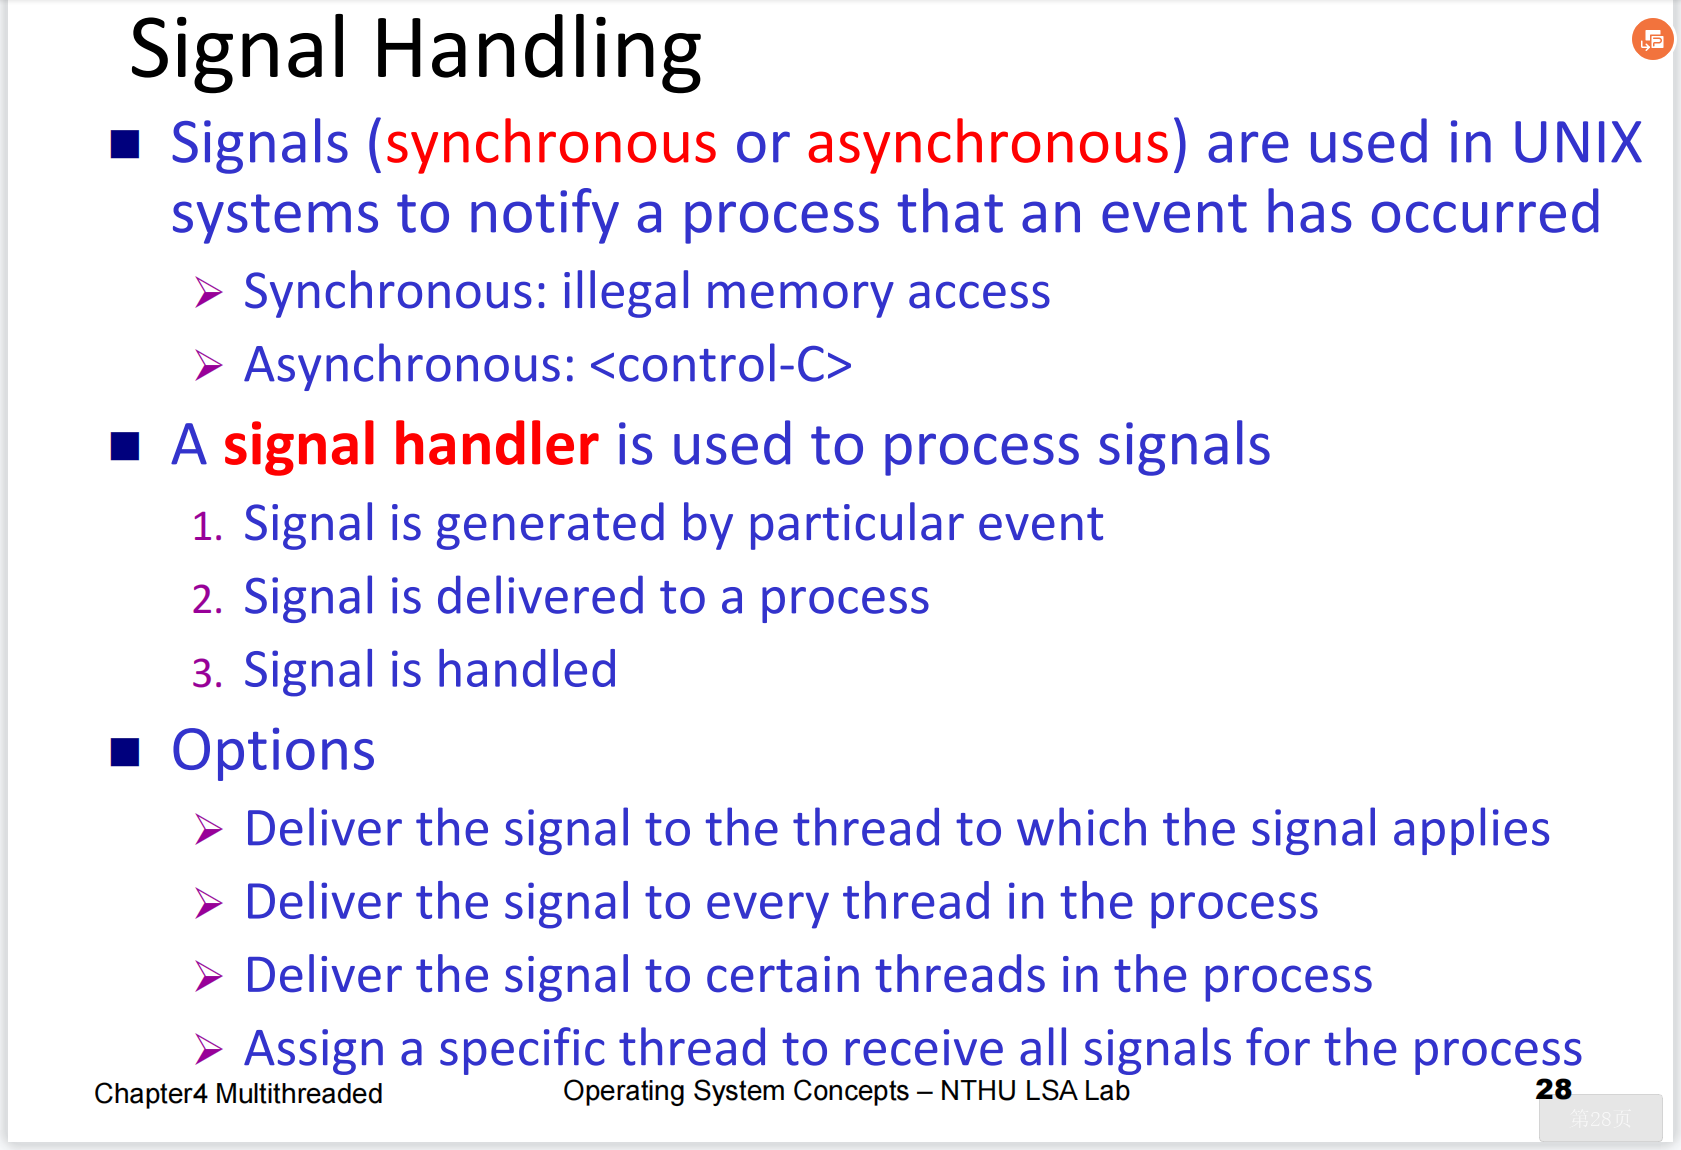 Signal Handling
Signals (synchronous or asynchronous) are used in UNIX
systems to notify a process that an event has occurred
Synchronous: illegal memory access
Asynchronous: <control-C>
A signal handler is used to process signals
1. Signal is generated by particular event
2. Signal is delivered to a process
3. Signal is handled
Options
Deliver the signal to the thread to which the signal applies
Deliver the signal to every thread in the process
Deliver the signal to certain threads in the process
Assign a specific thread to receive all signals for the process
Chapter4 Multithreaded
Operating System Concepts – NTHU LSA Lab
28
第28页